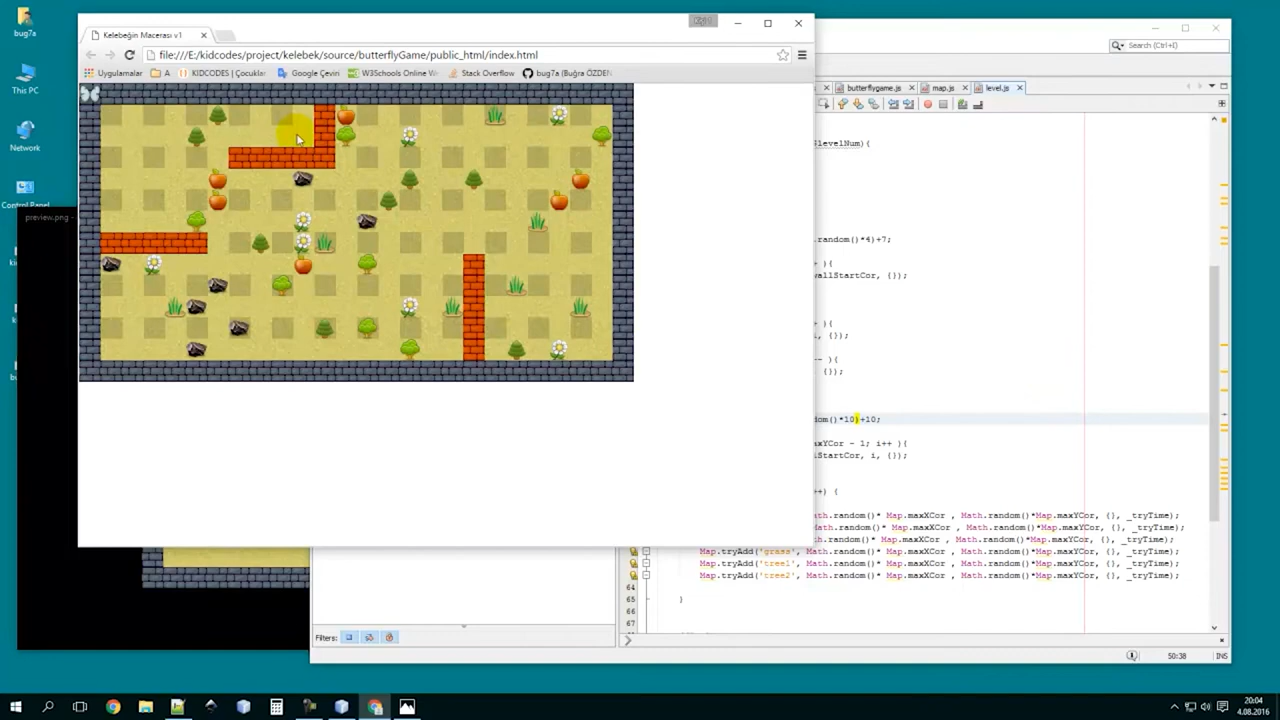 bug7a
This PC
Network
Control Panel
preview.png -
Kelebeğin Macerası v1
file:///E:/kidcodes/project/kelebek/source/butterflyGame/public_html/index.html
Uygulamalar
A
KIDCODES | Çocuklar
Google Çeviri
W3Schools Online We
Stack Overflow
bug7a (Buğra ÖZDEN
Search (Ctrl+I)
butterflygame.js
map.js
level.js
levelNum){
.random()*4)+7;
+ ){
wallStartCor, {});
+ ){
i, {});
-- ){
i, {});
dom()*10)+10;
axYCor - 1; i++ ){
lStartCor, i, {});
++) {
Math.random()* Map.maxXCor , Math.random()*Map.maxYCor, {}, _tryTime);
Math.random()* Map.maxXCor , Math.random()*Map.maxYCor, {}, _tryTime);
Math.random()* Map.maxXCor , Math.random()*Map.maxYCor, {}, _tryTime);
Map.tryAdd('grass', Math.random()* Map.maxXCor , Math.random()*Map.maxYCor, {}, _tryTime);
Map.tryAdd('tree1', Math.random()* Map.maxXCor , Math.random()*Map.maxYCor, {}, _tryTime);
Map.tryAdd('tree2', Math.random()* Map.maxXCor , Math.random()*Map.maxYCor, {}, _tryTime);
64
65 }
66
67
Filters:
50:38
INS
20:04
4.08.2016